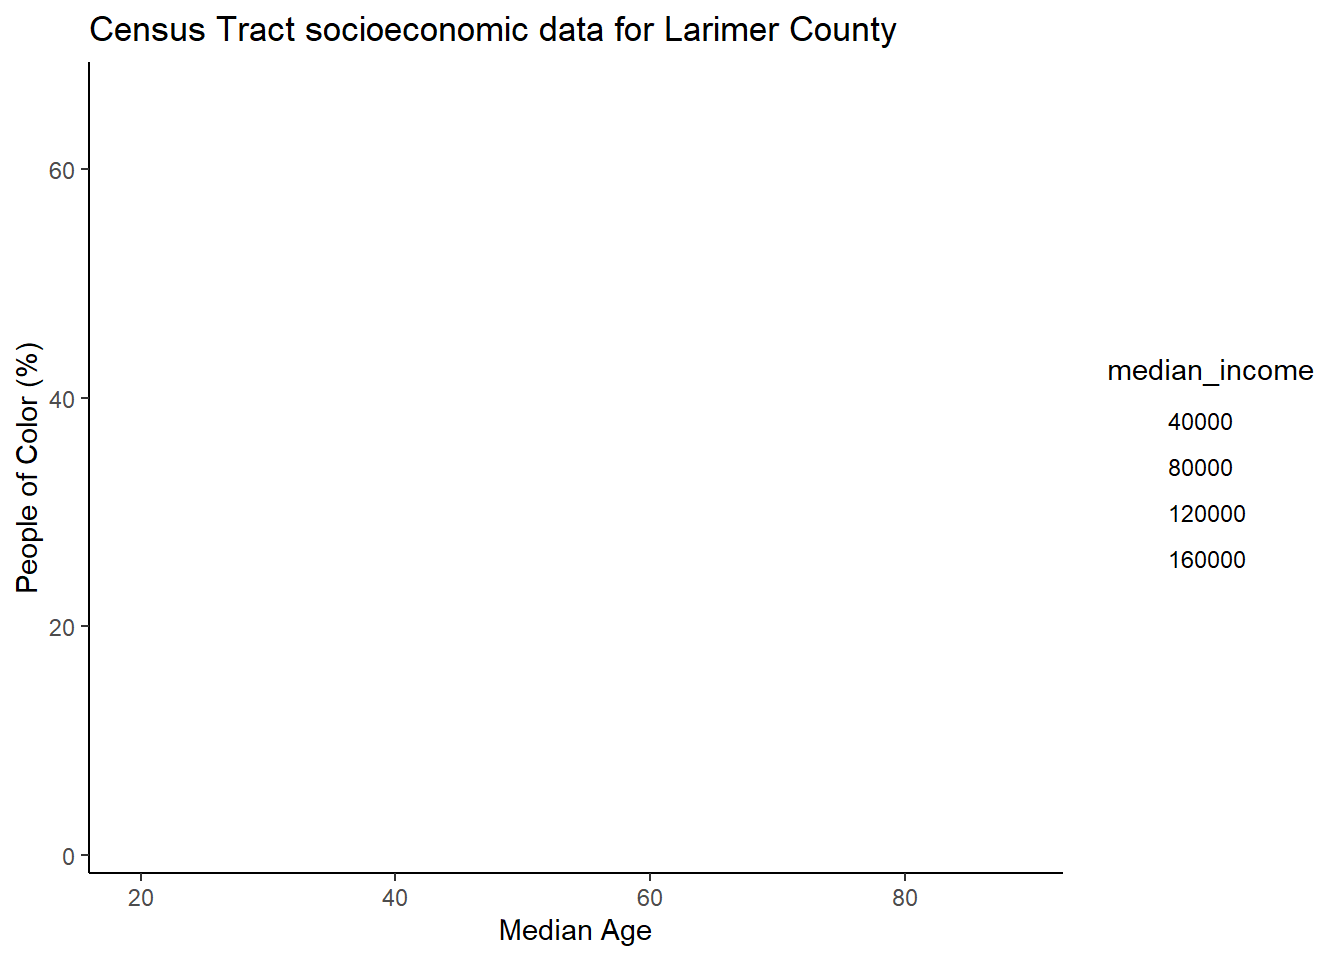 Census Tract socioeconomic data for Larimer County
60
40
20
0
People of Color (%)
20 40 60 80
Median Age
median_income
40000
80000
120000
160000